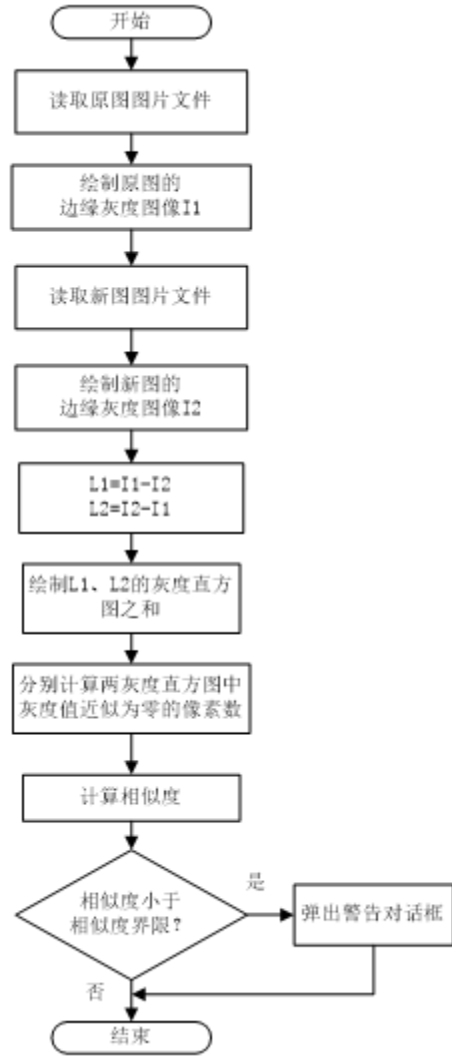 开始
读取原图图片文件
绘制原图的
边缘灰度图像I1
读取新图图片文件
绘制新图的
边缘灰度图像I2
L1=I1-I2
L2=I2-I1
绘制L1、L2的灰度直方
图之和
分别计算两灰度直方图中
灰度值近似为零的像素数
计算相似度
相似度小于
相似度界限?
是
弹出警告对话框
否
结束